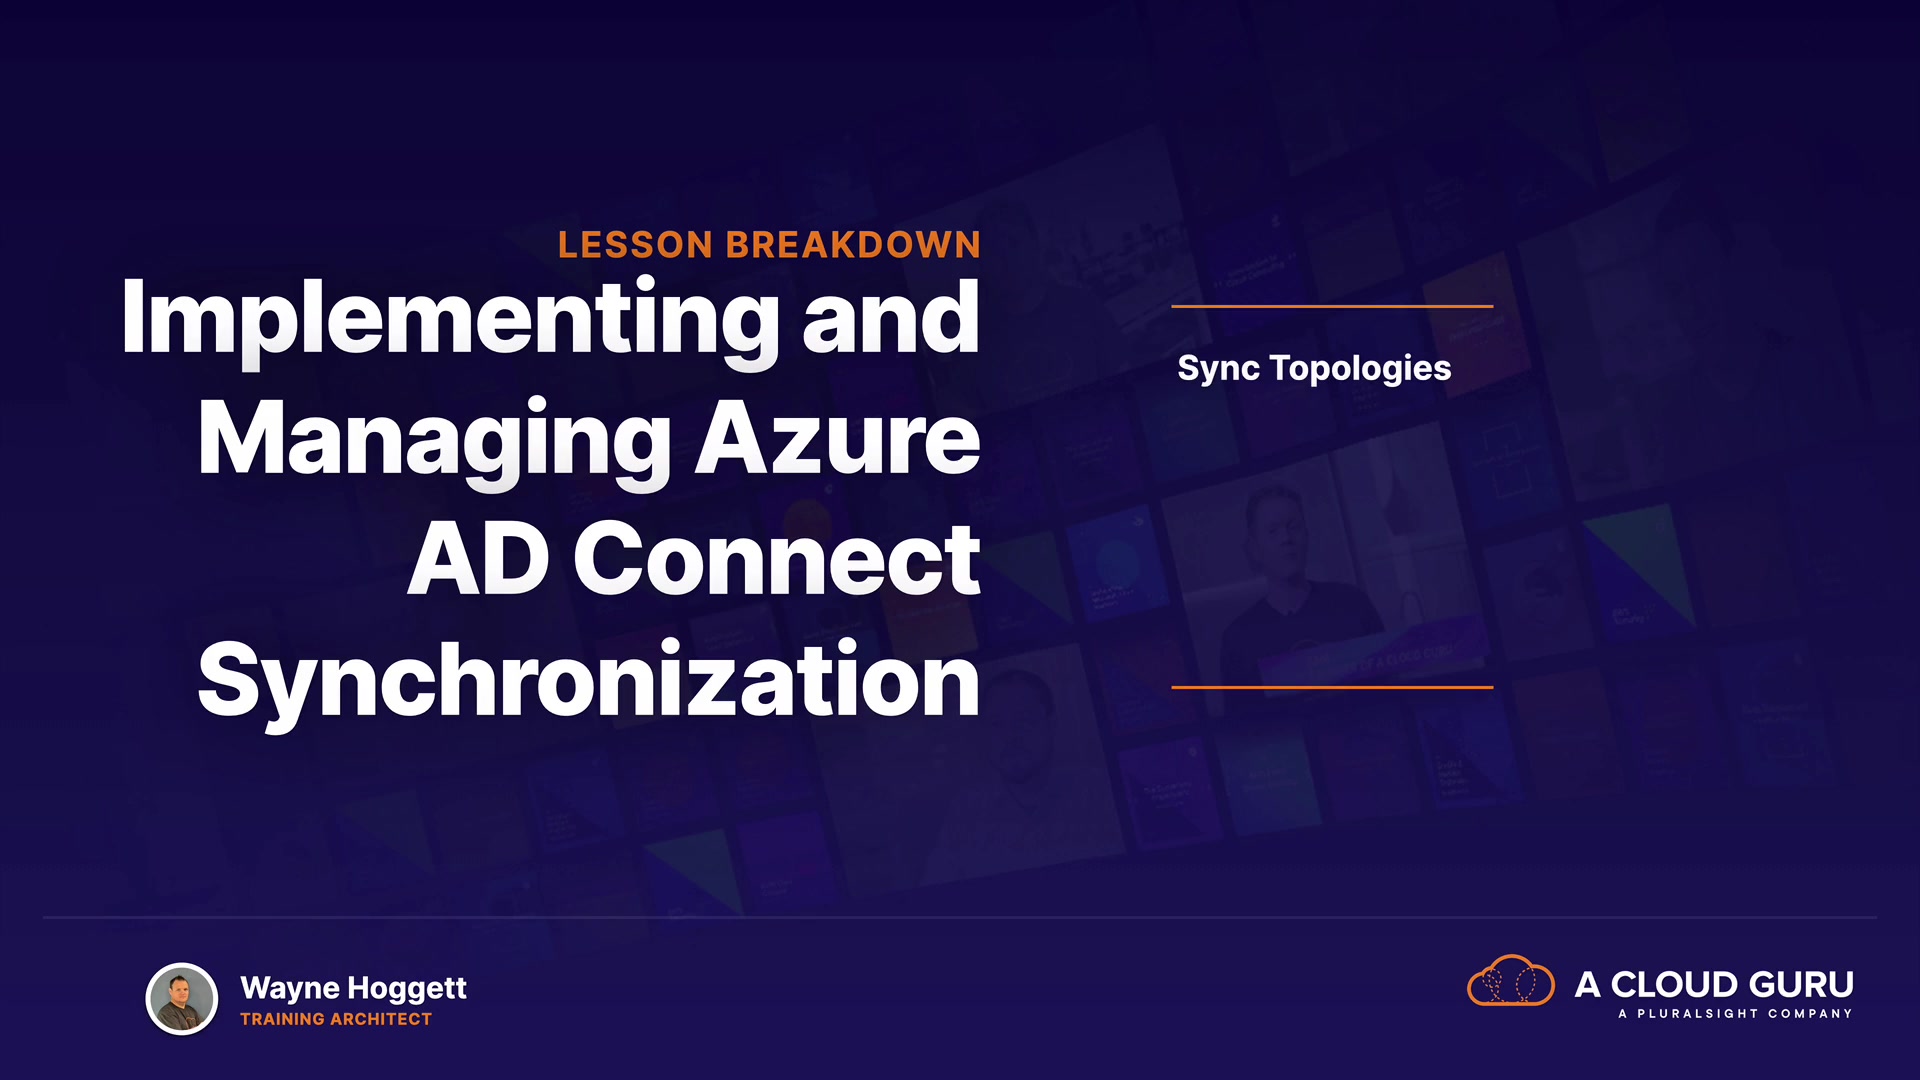 LESSON BREAKDOWN
Implementing and
Managing Azure
AD Connect
Synchronization
Sync Topologies
Wayne Hoggett
TRAINING ARCHITECT
A CLOUD GURU
A PLURALSIGHT COMPANY